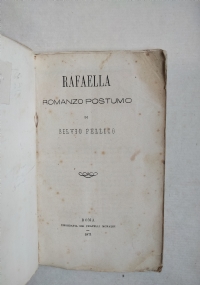 RAFAELLA
ROMANZO POSTUMO
DI
SILVIO PELLICO
ROMA